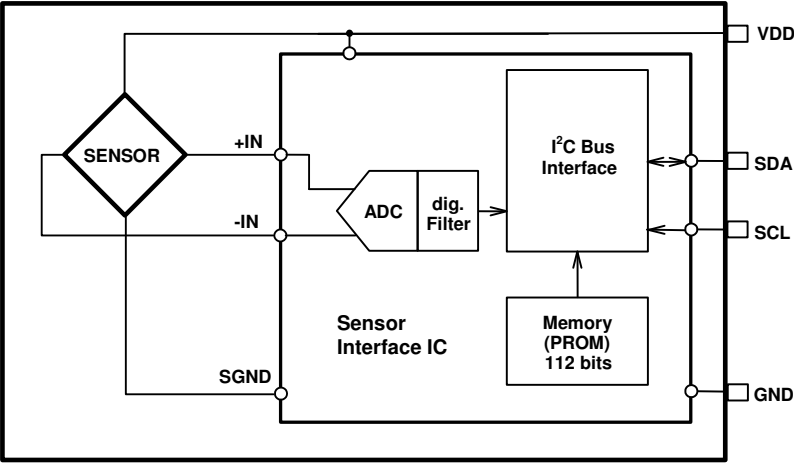 VDD
SENSOR
+IN
-IN
ADC
dig.
Filter
I²C Bus
Interface
SDA
SCL
Sensor
Interface IC
Memory
(PROM)
112 bits
SGND
GND